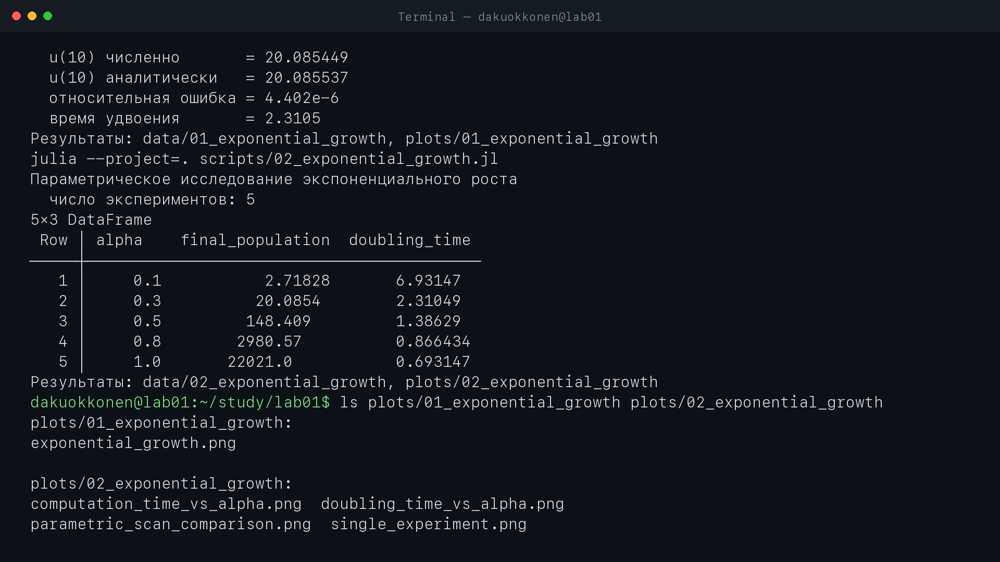 Terminal — dakuokkonen@lab01
u(10) численно       = 20.085449
u(10) аналитически   = 20.085537
относительная ошибка = 4.402e-6
время удвоения       = 2.3105
Результаты: data/01_exponential_growth, plots/01_exponential_growth
julia --project=. scripts/02_exponential_growth.jl
Параметрическое исследование экспоненциального роста
число экспериментов: 5
5×3 DataFrame
Row │ alpha    final_population  doubling_time
1 │ 0.1 2.71828 6.93147
2 │ 0.3 20.0854 2.31049
3 │ 0.5 148.409 1.38629
4 │ 0.8 2980.57 0.866434
5 │ 1.0 22021.0 0.693147
Результаты: data/02_exponential_growth, plots/02_exponential_growth
dakuokkonen@lab01:~/study/lab01$ ls plots/01_exponential_growth plots/02_exponential_growth
plots/01_exponential_growth:
exponential_growth.png
plots/02_exponential_growth:
computation_time_vs_alpha.png  doubling_time_vs_alpha.png
parametric_scan_comparison.png  single_experiment.png